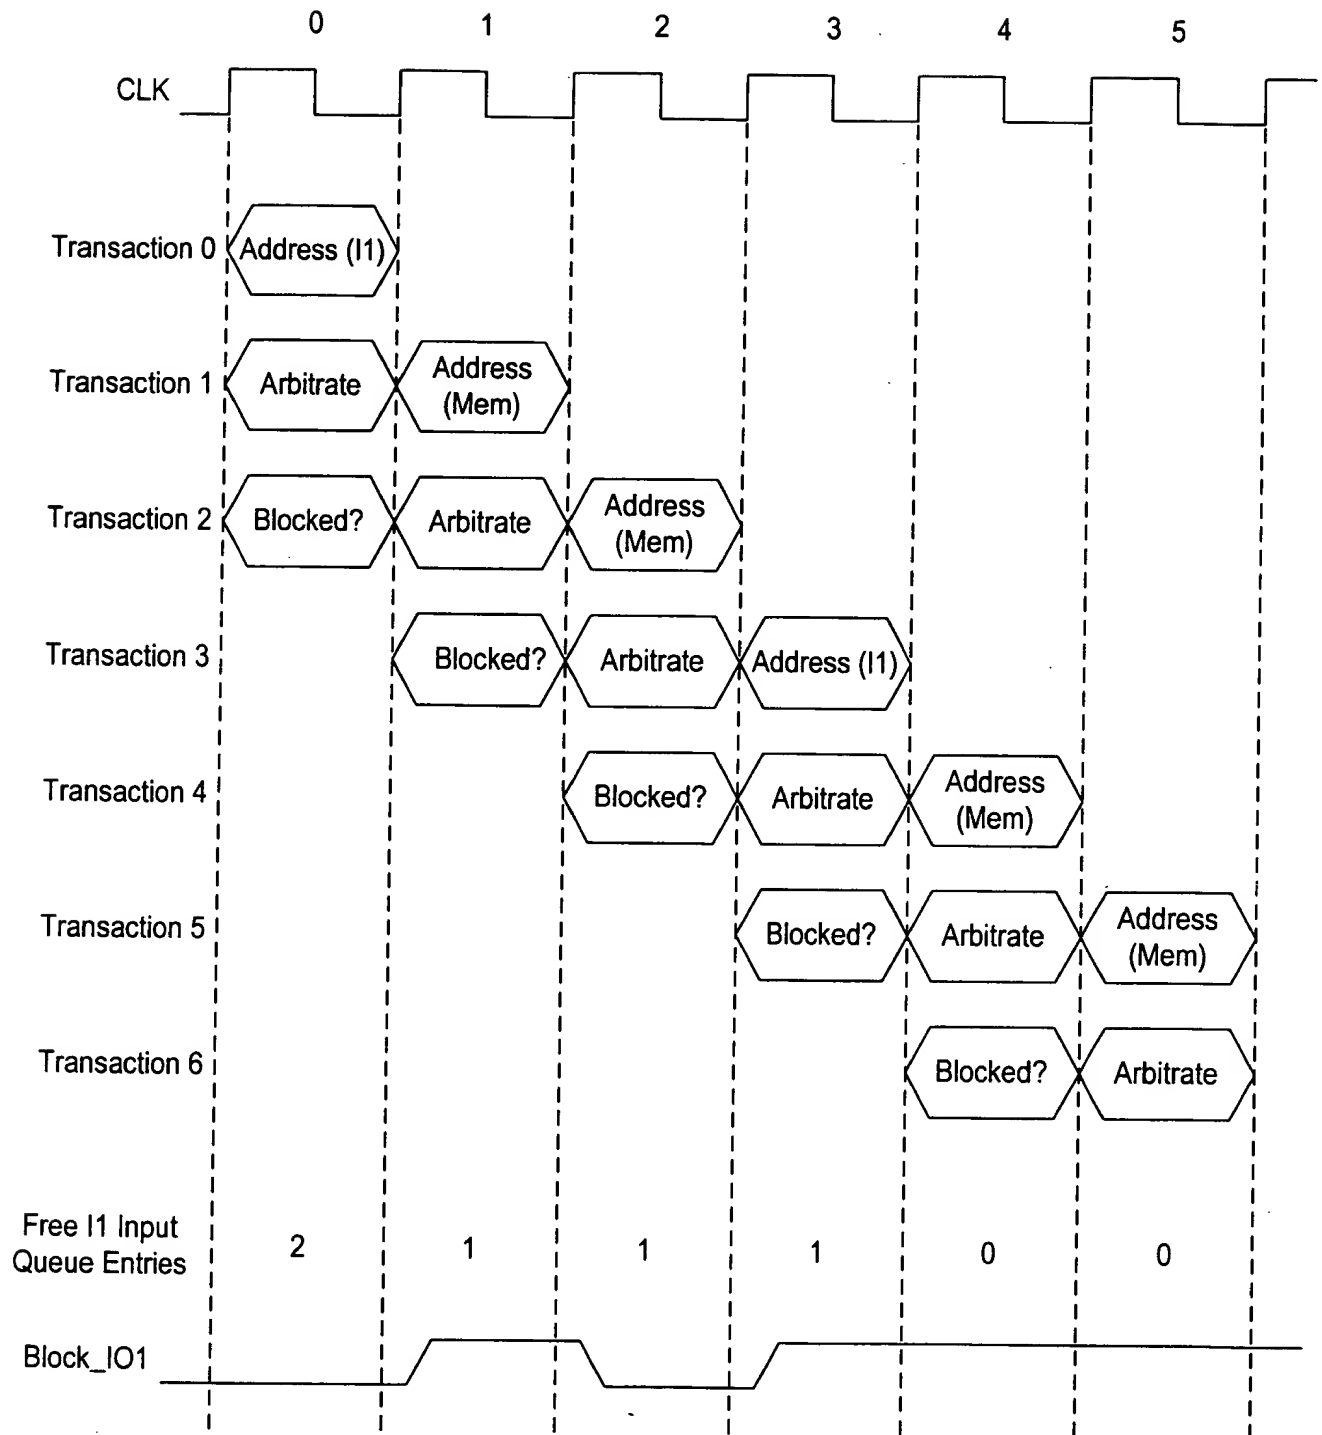 0 1 2 3 4 5
CLK
Transaction 0 Address (I1)
Transaction 1 Arbitrate Address
(Mem)
Transaction 2 Blocked? Arbitrate Address
(Mem)
Transaction 3 Blocked? Arbitrate Address (I1)
Transaction 4 Blocked? Arbitrate Address
(Mem)
Transaction 5 Blocked? Arbitrate Address
(Mem)
Transaction 6 Blocked? Arbitrate
Free I1 Input
Queue Entries 2 1 1 1 0 0
Block_IO1